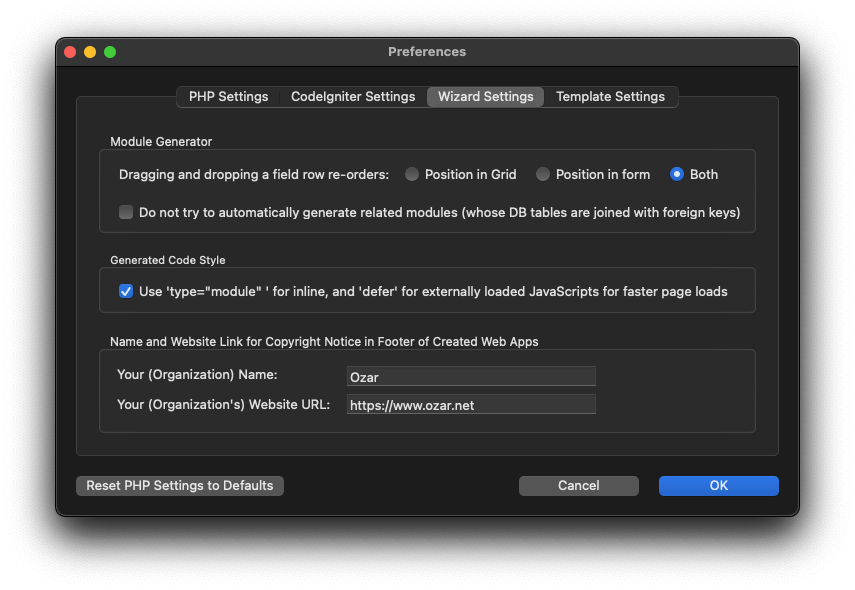 Preferences
PHP Settings CodeIgniter Settings Wizard Settings Template Settings
Module Generator
Dragging and dropping a field row re-orders: Position in Grid Position in form Both
Do not try to automatically generate related modules (whose DB tables are joined with foreign keys)
Generated Code Style
Use 'type="module" ' for inline, and 'defer' for externally loaded JavaScripts for faster page loads
Name and Website Link for Copyright Notice in Footer of Created Web Apps
Your (Organization) Name: Ozar
Your (Organization's) Website URL: https://www.ozar.net
Reset PHP Settings to Defaults Cancel OK